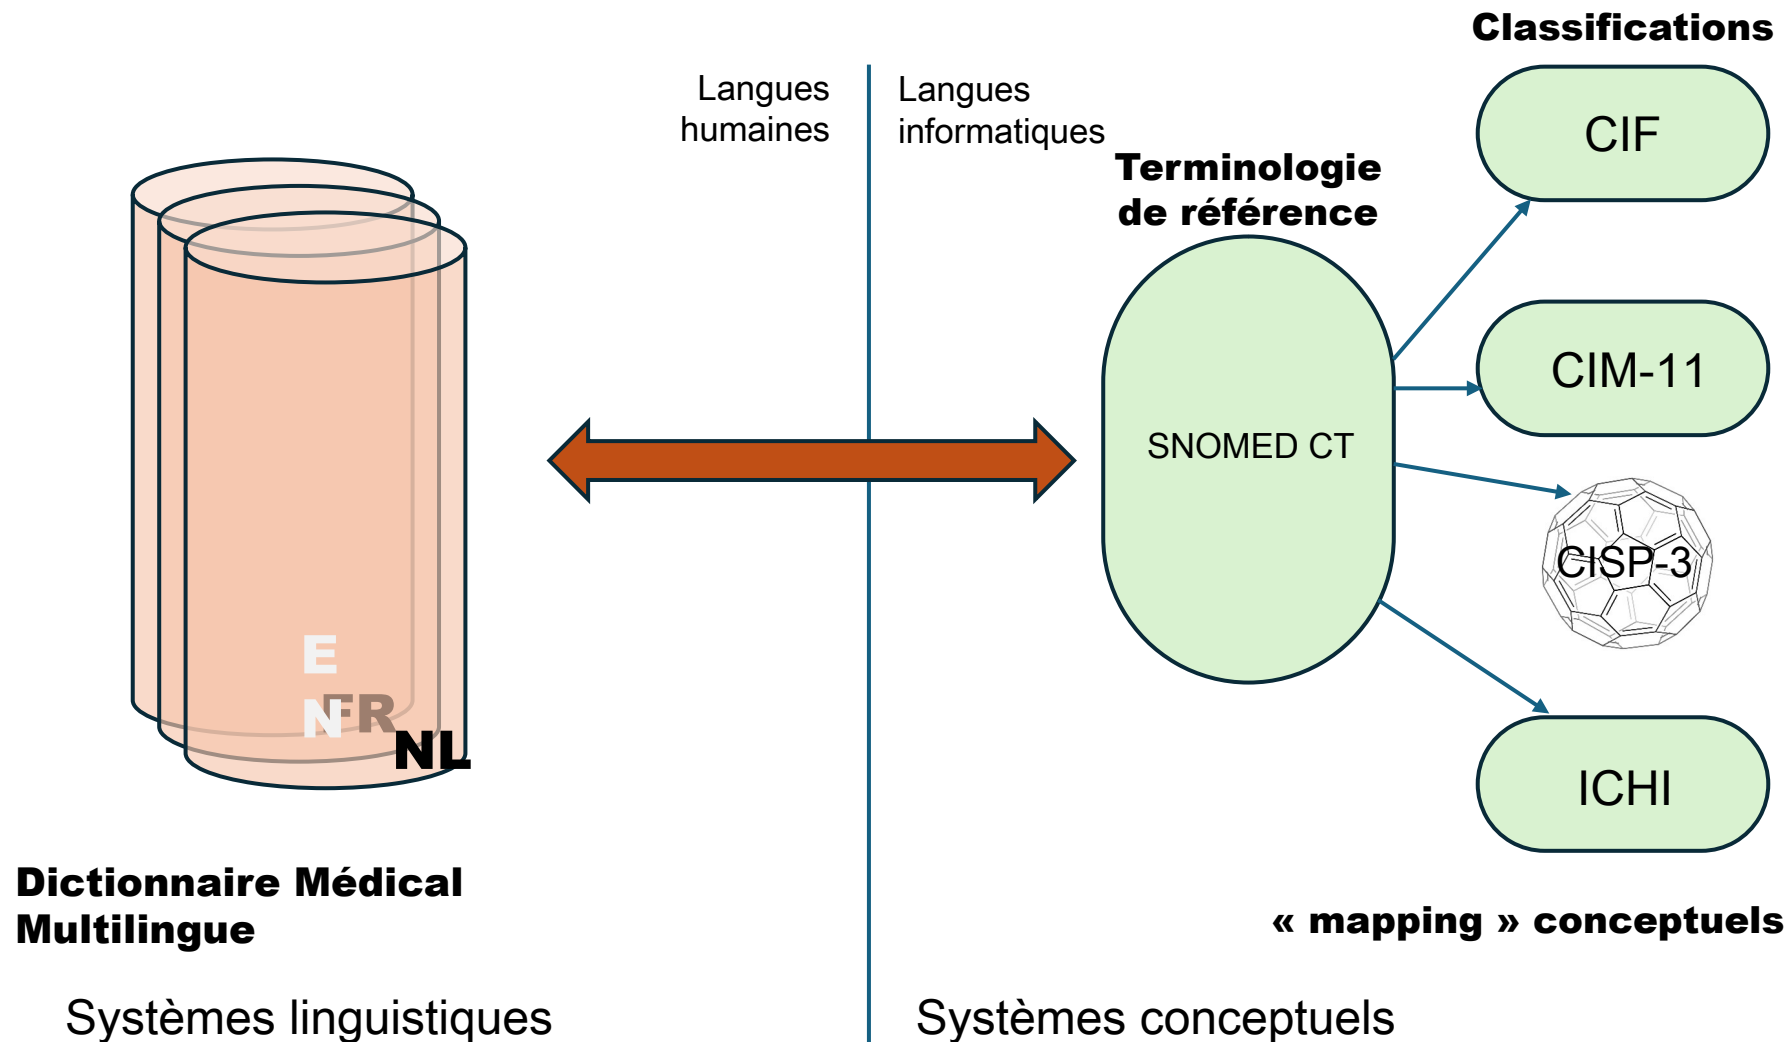 Classifications
Langues
humaines
Langues
informatiques
CIF
Terminologie
de référence
CIM-11
SNOMED CT
CISP-3
E
N
FR
NL
ICHI
Dictionnaire Médical
Multilingue
« mapping » conceptuels
Systèmes linguistiques
Systèmes conceptuels